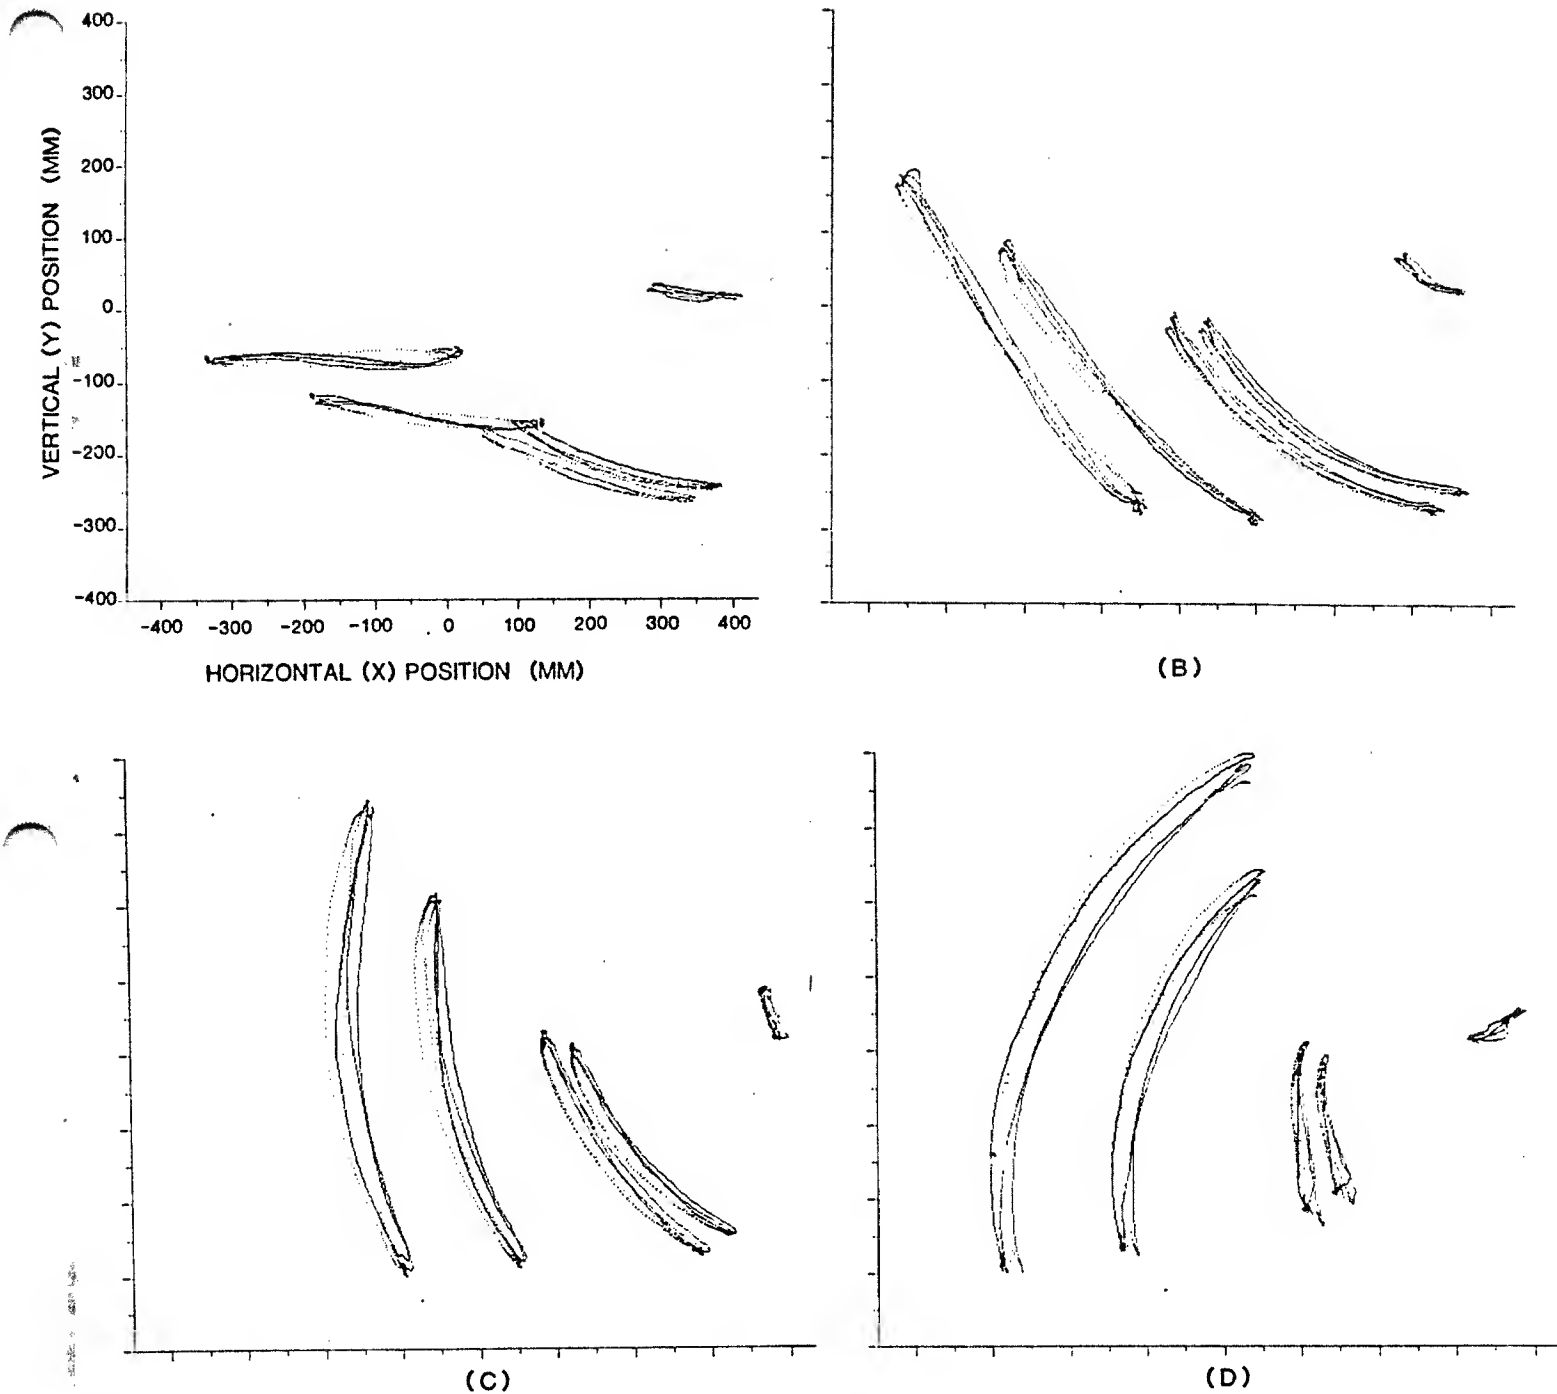 VERTICAL (Y) POSITION (MM)
400
300
200
100
0
-100
-200
-300
-400
-400 -300 -200 -100 0 100 200 300 400
HORIZONTAL (X) POSITION (MM)
(B)
(C)
(D)